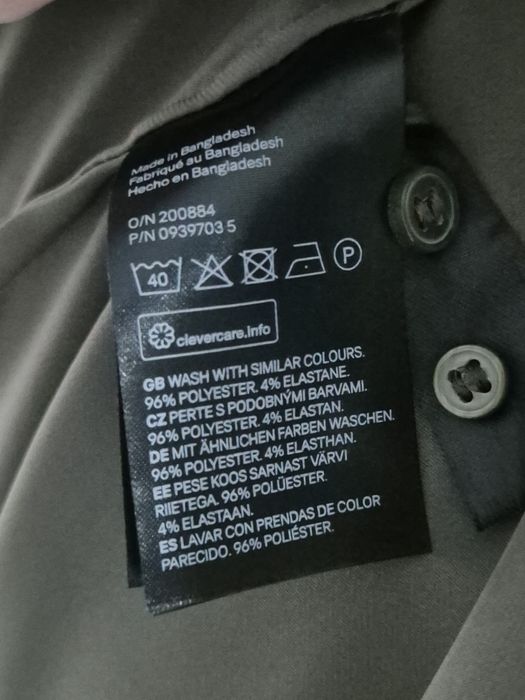 Made in Bangladesh
Fabriqué au Bangladesh
Hecho en Bangladesh
O/N 200884
P/N 0939703 5
40 P
clevercare.info
GB WASH WITH SIMILAR COLOURS.
96% POLYESTER. 4% ELASTANE.
CZ PERTE S PODOBNÝMI BARVAMI.
96% POLYESTER. 4% ELASTAN.
DE MIT ÄHNLICHEN FARBEN WASCHEN.
96% POLYESTER. 4% ELASTHAN.
EE PESE KOOS SARNAST VÄRVI
RIIETEGA. 96% POLÜESTER.
4% ELASTAAN.
ES LAVAR CON PRENDAS DE COLOR
PARECIDO. 96% POLIÉSTER.